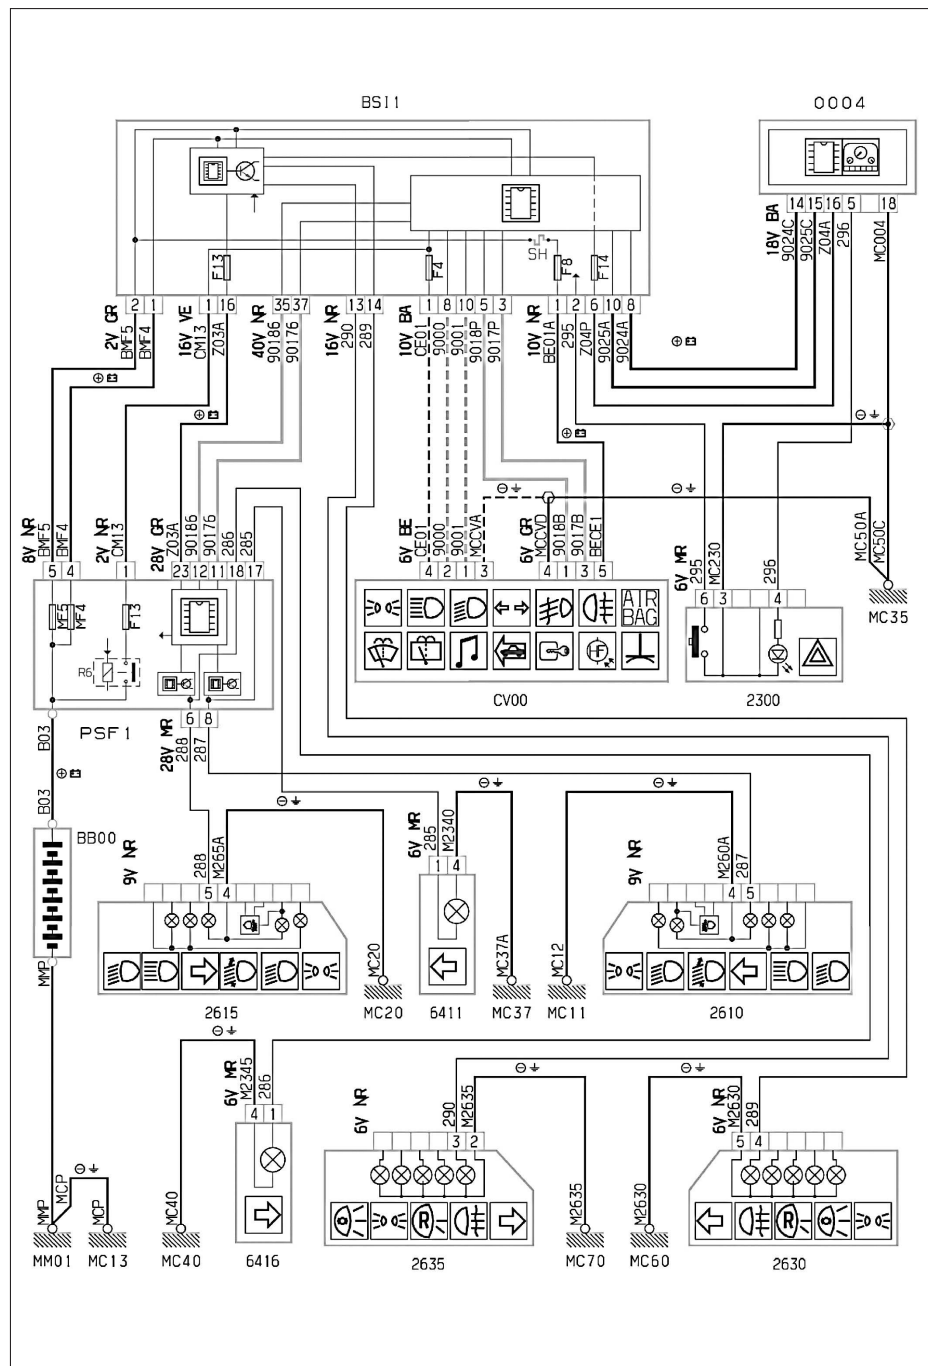 BSI1
0004
F13
F4
SH
F8
F14
14 15 16 5 18
18V BA
9024C
9025C
Z04A
296
MC004
2 1
1 16
35 37
13 14
1 8 10 5 3
1 2 6 10 8
2V GR
BMF5
BMF4
16V VE
CM13
Z03A
40V NR
90186
90176
16V NR
290
289
10V BA
CE01
9000
9001
9018P
9017P
10V NR
BE01A
295
Z04P
9025A
9024A
8V NR
BMF5
BMF4
2V NR
CM13
28V GR
Z03A
90186
90176
286
285
6V BE
CE01
9000
9001
MCCVA
6V GR
MCCVD
9018B
9017B
BECE1
6V MR
295
MC230
296
MC50A
MC50C
5 4
1
23 12 11 18 17
4 2 1 3
4 1 3 5
6 3 4
MC35
MF5
MF4
F13
R6
AIR
BAG
HF
PSF1
6 8
CV00
2300
28V MR
288
287
B03
B03
BB00
MMP
9V NR
288
M265A
5 4
6V MR
285
M2340
1 4
9V NR
M260A
287
4 5
MC20
MC37A
MC12
2615
MC20
6411
MC37
MC11
2610
6V MR
M2345
286
4 1
6V NR
290
M2635
3 2
6V NR
M2630
289
5 4
MMP
MCP
MCP
MC40
R
M2635
M2630
R
MM01
MC13
MC40
6416
2635
MC70
MC60
2630